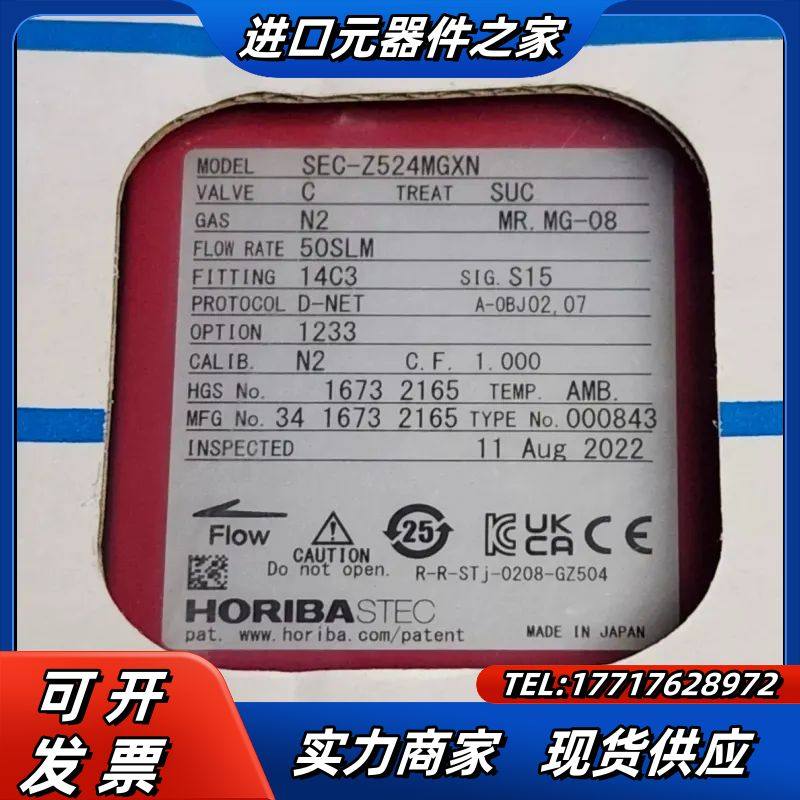 进口元器件之家
MODEL SEC-Z524MGXN
VALVE C TREAT SUC
GAS N2 MR.MG-08
FLOW RATE 50SLM
FITTING 14C3 SIG.S15
PROTOCOL D-NET A-0BJ02,07
OPTION 1233
CALIB. N2 C.F. 1.000
HGS No. 1673 2165 TEMP. AMB.
MFG No. 34 1673 2165 TYPE No.000843
INSPECTED 11 Aug 2022
Flow
CAUTION
Do not open.
25
UK
CA
CE
R-R-STj-0208-GZ504
HORIBASTEC
pat. www.horiba.com/patent
MADE IN JAPAN
TEL:17717628972
可开
发票
实力商家 现货供应